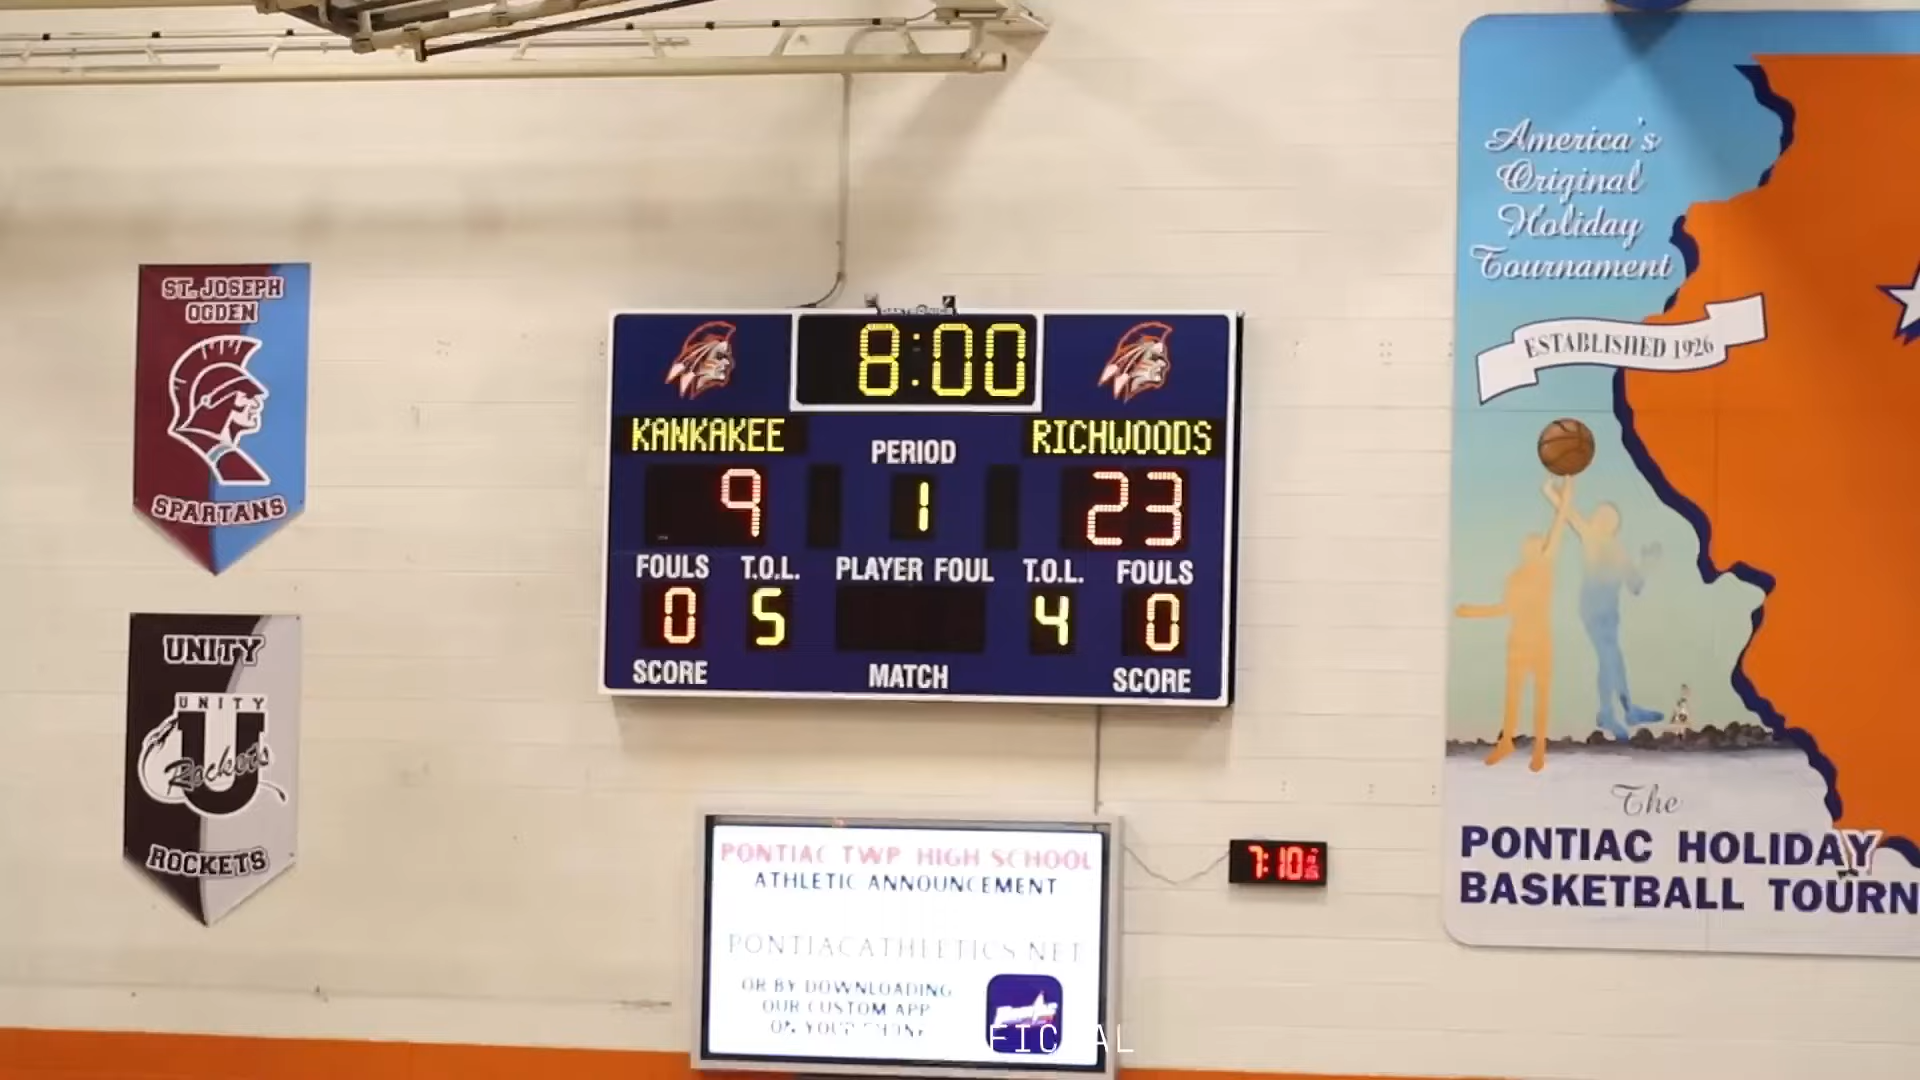 ST. JOSEPH
OGDEN
SPARTANS
UNITY
UNITY
U
Rockets
ROCKETS
8:00
KANKAKEE
RICHWOODS
PERIOD
9
1
23
FOULS T.O.L. PLAYER FOUL T.O.L. FOULS
0 5 4 0
SCORE MATCH SCORE
PONTIAC TWP HIGH SCHOOL
ATHLETIC ANNOUNCEMENT
PONTIACATHLETICS.NET
OR BY DOWNLOADING
OUR CUSTOM APP
ON YOUR
7:10
America's
Original
Holiday
Tournament
ESTABLISHED 1926
The
PONTIAC HOLIDAY
BASKETBALL TOURN